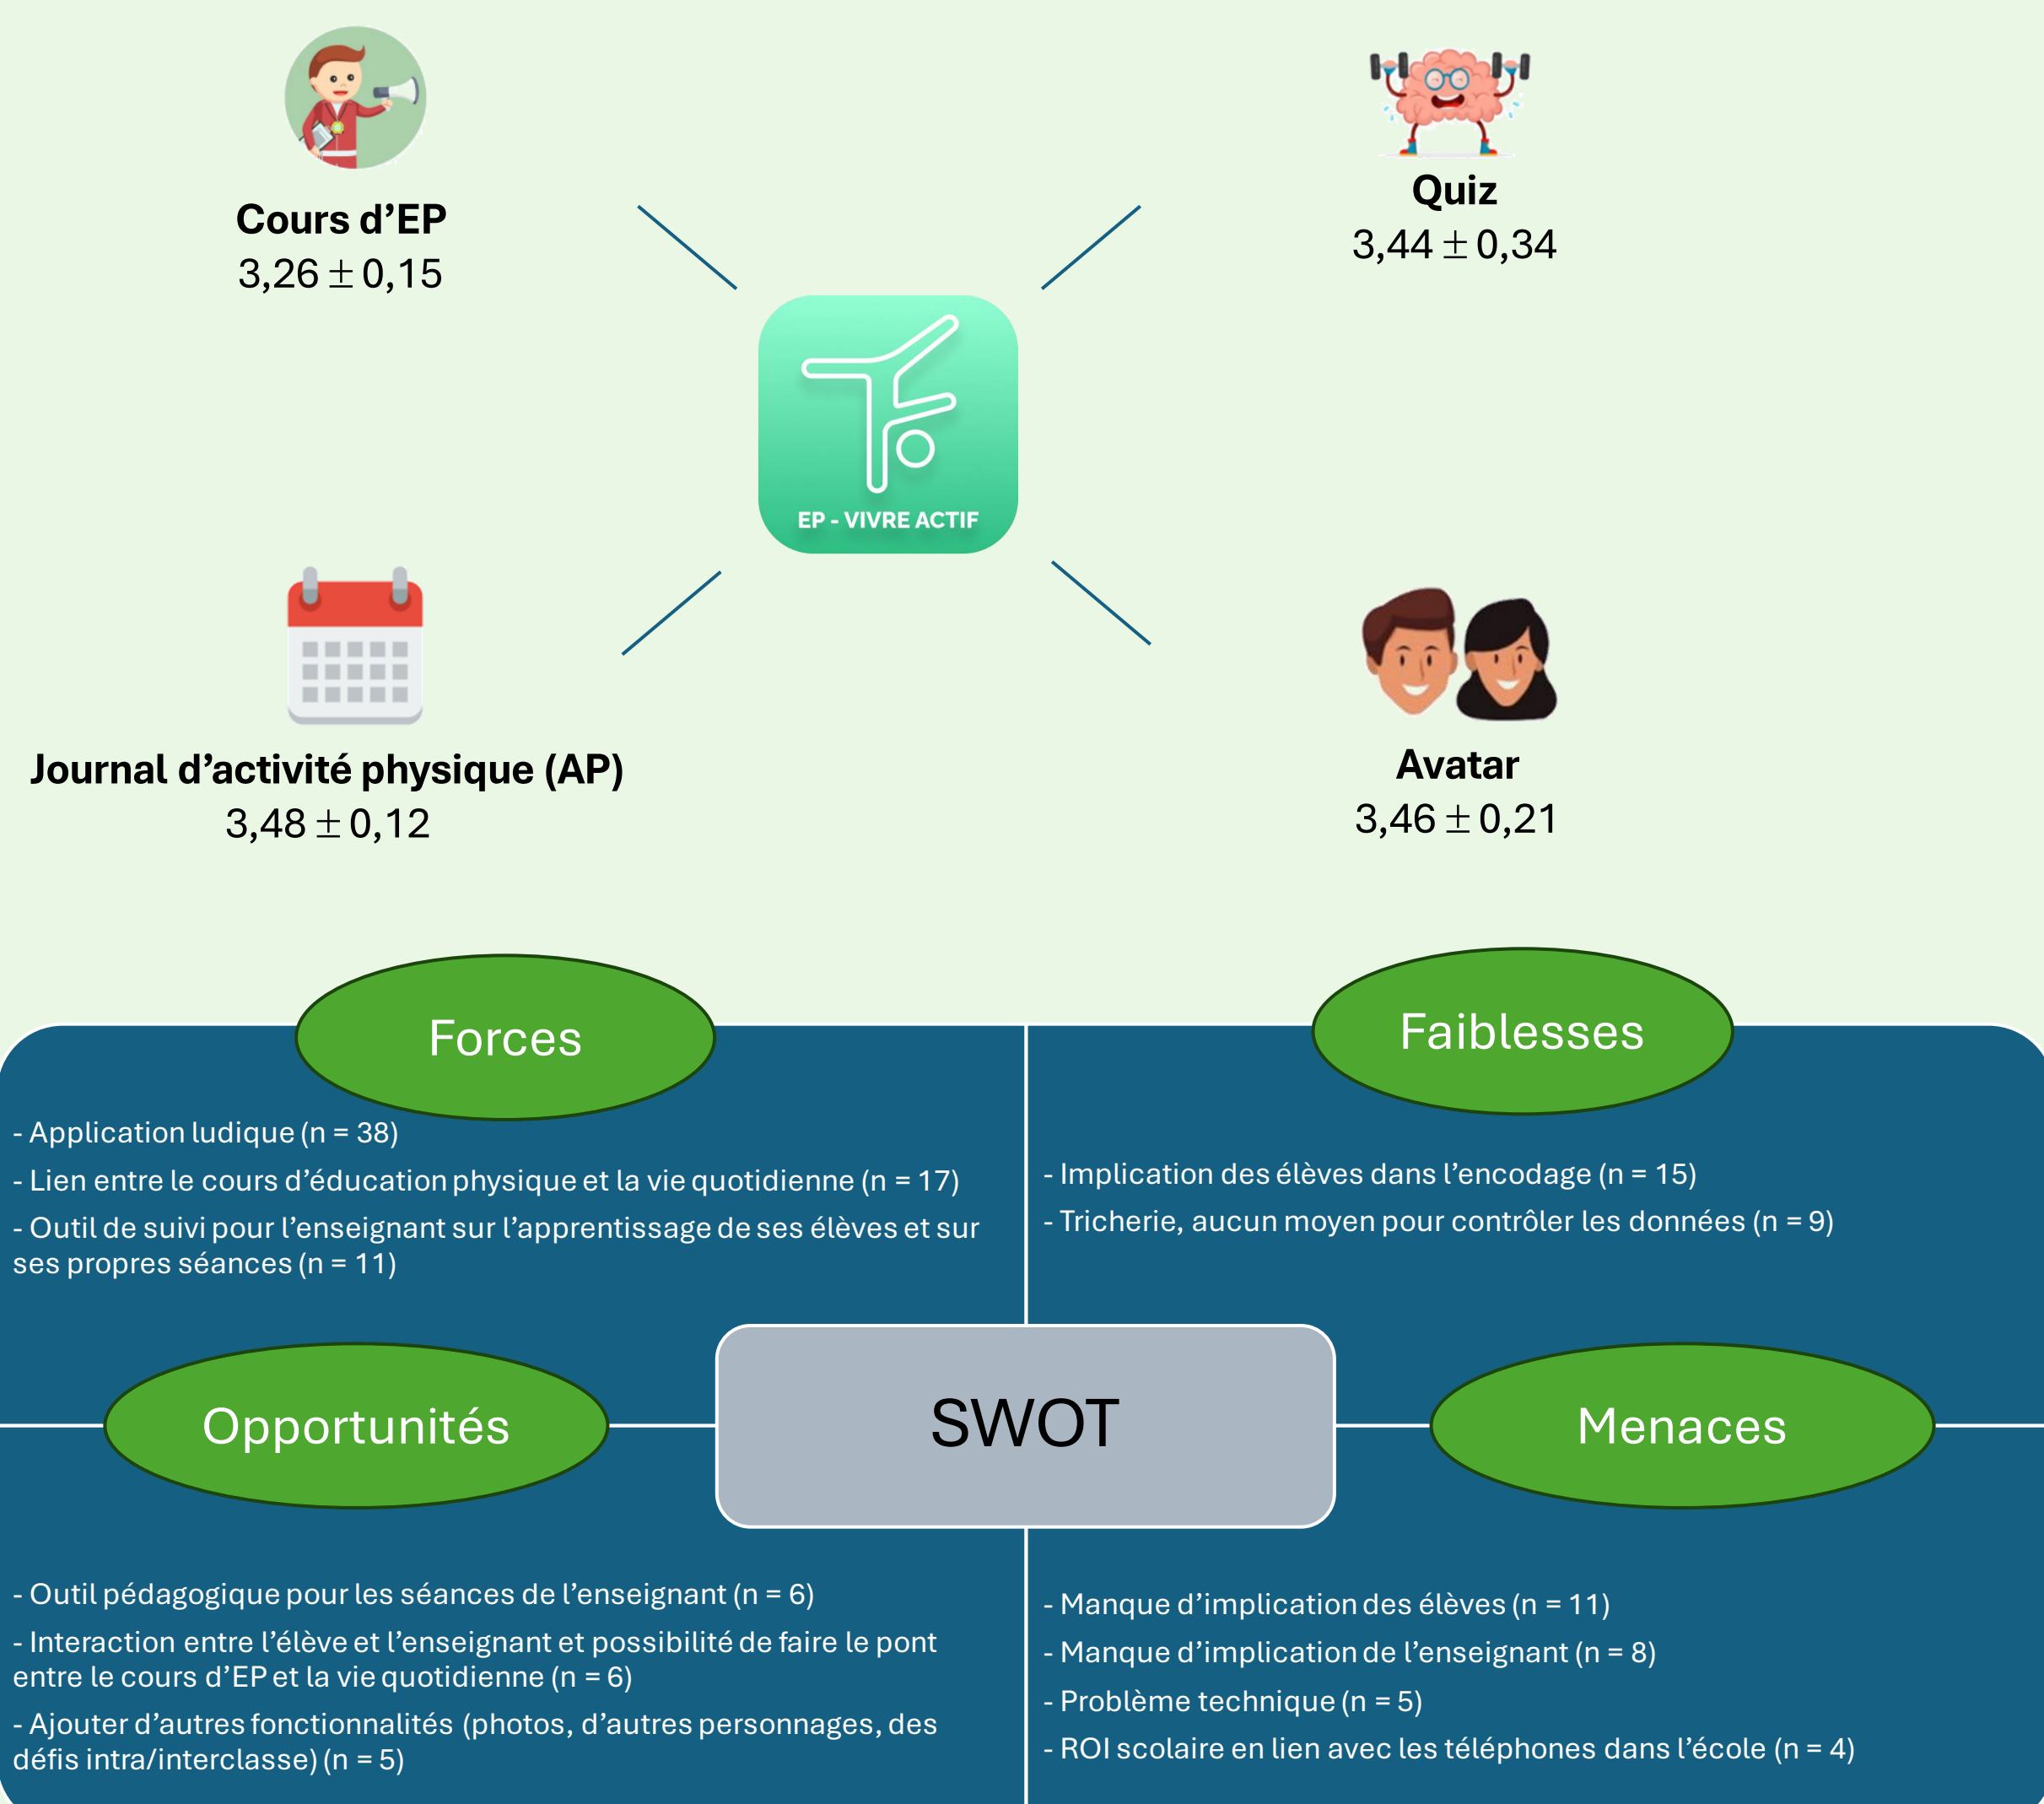 Cours d’EP
3,26 ± 0,15
Quiz
3,44 ± 0,34
EP - VIVRE ACTIF
Journal d’activité physique (AP)
3,48 ± 0,12
Avatar
3,46 ± 0,21
Forces
- Application ludique (n = 38)
- Lien entre le cours d’éducation physique et la vie quotidienne (n = 17)
- Outil de suivi pour l’enseignant sur l’apprentissage de ses élèves et sur
ses propres séances (n = 11)
Faiblesses
- Implication des élèves dans l’encodage (n = 15)
- Tricherie, aucun moyen pour contrôler les données (n = 9)
SWOT
Opportunités
- Outil pédagogique pour les séances de l’enseignant (n = 6)
- Interaction entre l’élève et l’enseignant et possibilité de faire le pont
entre le cours d’EP et la vie quotidienne (n = 6)
- Ajouter d’autres fonctionnalités (photos, d’autres personnages, des
défis intra/interclasse) (n = 5)
Menaces
- Manque d’implication des élèves (n = 11)
- Manque d’implication de l’enseignant (n = 8)
- Problème technique (n = 5)
- ROI scolaire en lien avec les téléphones dans l’école (n = 4)